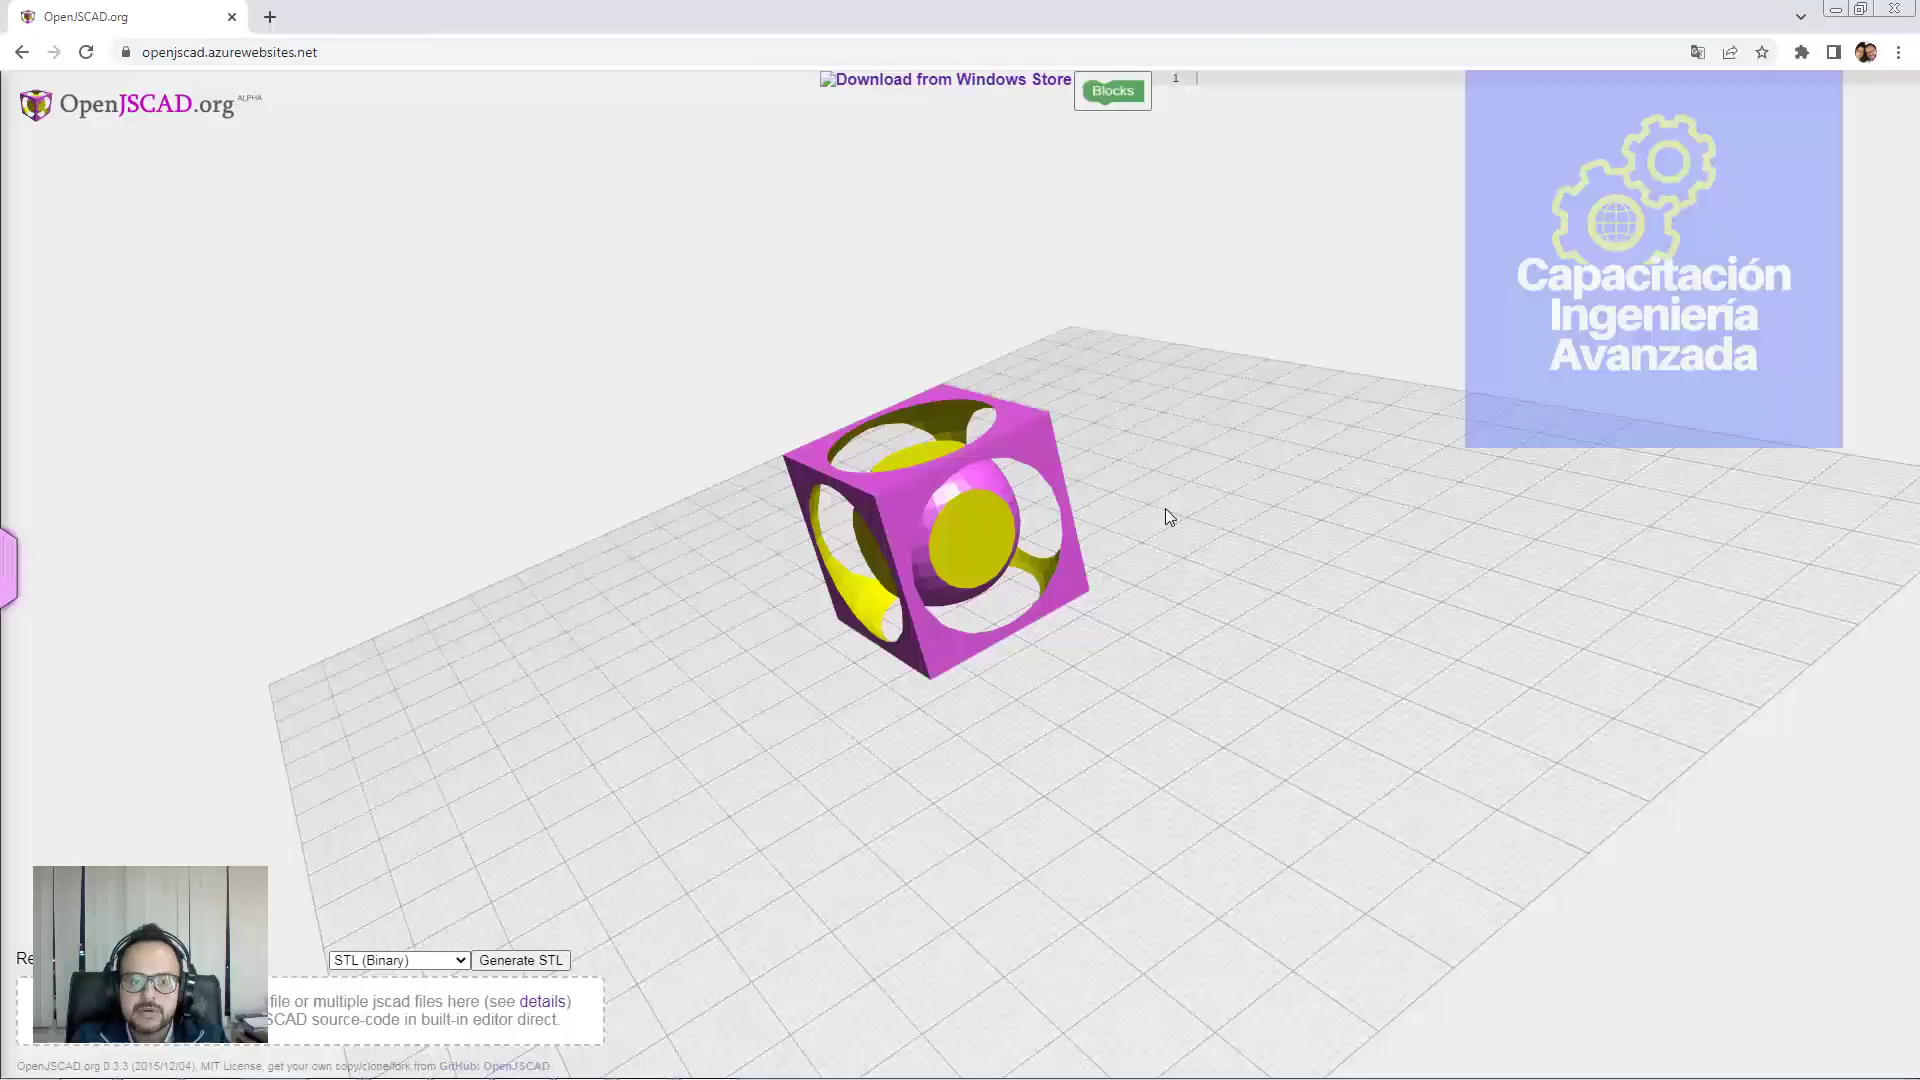 OpenJSCAD.org
openjscad.azurewebsites.net
OpenJSCAD.org ALPHA
Download from Windows Store
Blocks
1
Capacitación
Ingeniería
Avanzada
Re
STL (Binary)
Generate STL
file or multiple jscad files here (see details)
SCAD source-code in built-in editor direct.
OpenJSCAD.org 0.3.3 (2015/12/04), MIT License, get your own copy/clone/fork from GitHub: OpenJSCAD